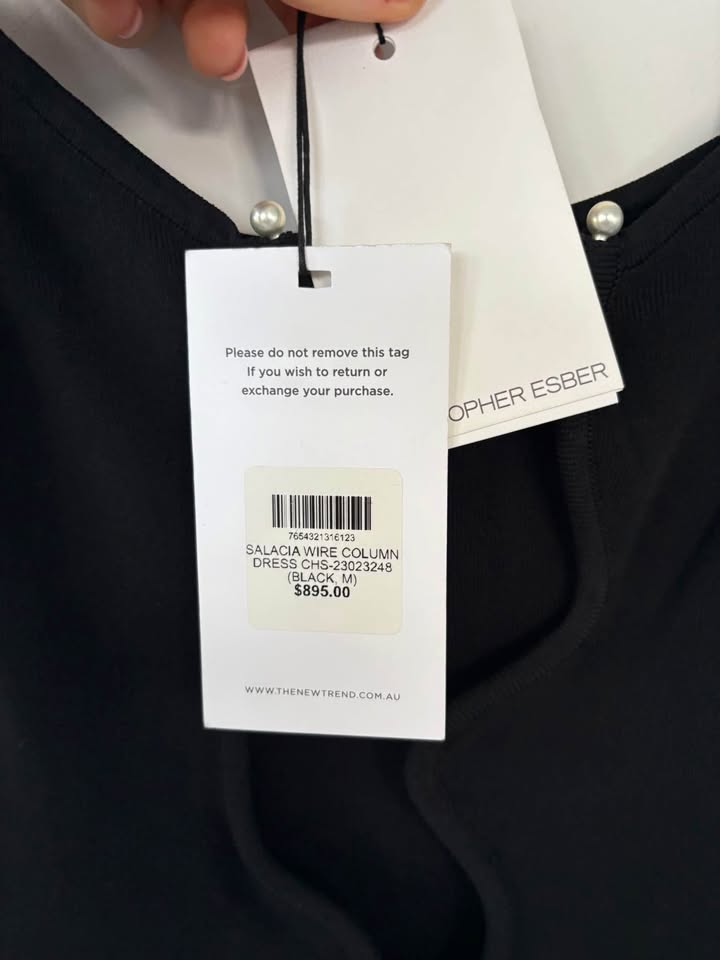 Please do not remove this tag
If you wish to return or
exchange your purchase.
OPHER ESBER
7654321316123
SALACIA WIRE COLUMN
DRESS CHS-23023248
(BLACK, M)
$895.00
WWW.THENEWTREND.COM.AU